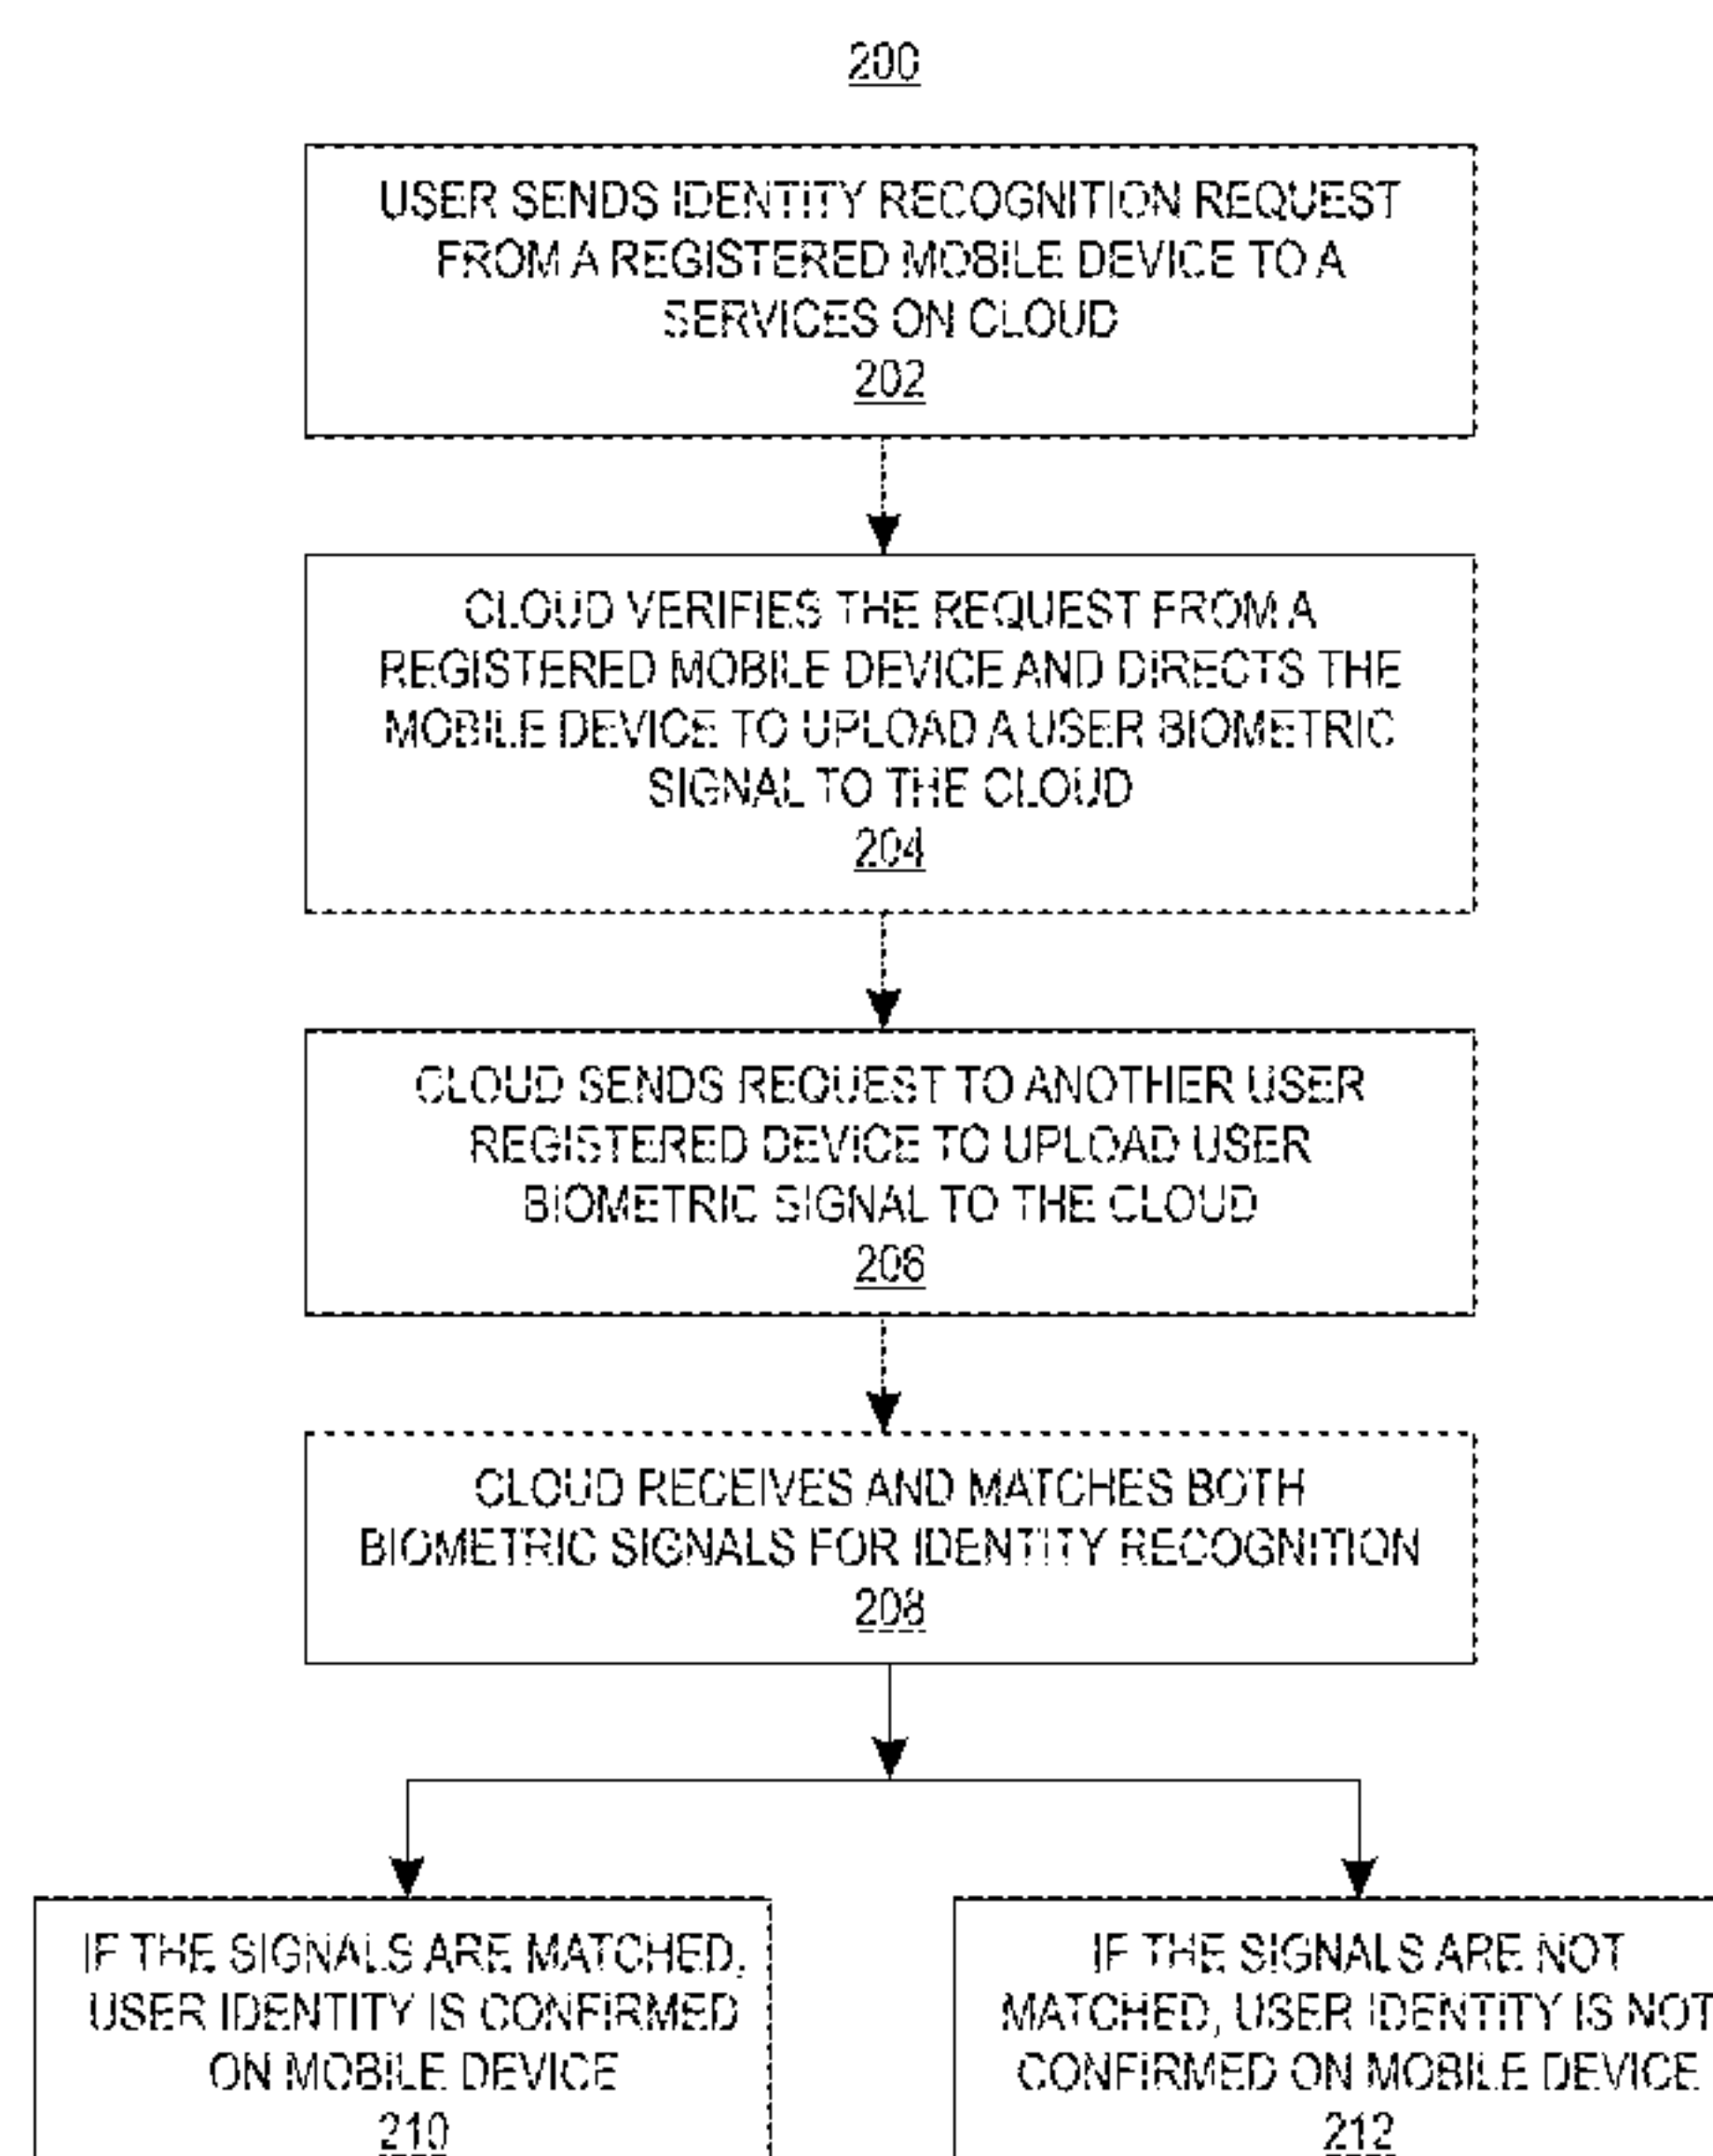 200
USER SENDS IDENTITY RECOGNITION REQUEST
FROM A REGISTERED MOBILE DEVICE TO A
SERVICES ON CLOUD
202
CLOUD VERIFIES THE REQUEST FROM A
REGISTERED MOBILE DEVICE AND DIRECTS THE
MOBILE DEVICE TO UPLOAD A USER BIOMETRIC
SIGNAL TO THE CLOUD
204
CLOUD SENDS REQUEST TO ANOTHER USER
REGISTERED DEVICE TO UPLOAD USER
BIOMETRIC SIGNAL TO THE CLOUD
206
CLOUD RECEIVES AND MATCHES BOTH
BIOMETRIC SIGNALS FOR IDENTITY RECOGNITION
208
IF THE SIGNALS ARE MATCHED,
USER IDENTITY IS CONFIRMED
ON MOBILE DEVICE
210
IF THE SIGNALS ARE NOT
MATCHED, USER IDENTITY IS NOT
CONFIRMED ON MOBILE DEVICE
212